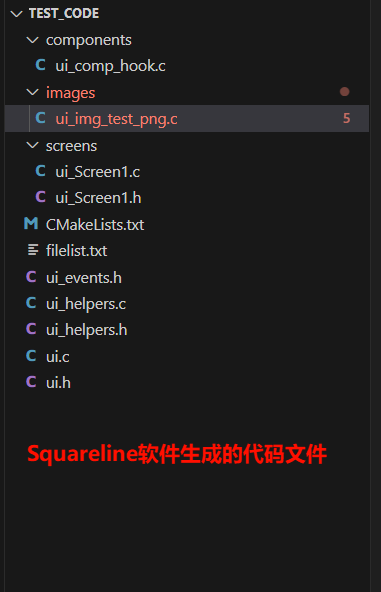 TEST_CODE
components
C ui_comp_hook.c
images
C ui_img_test_png.c 5
screens
C ui_Screen1.c
C ui_Screen1.h
M CMakeLists.txt
filelist.txt
C ui_events.h
C ui_helpers.c
C ui_helpers.h
C ui.c
C ui.h
Squareline软件生成的代码文件